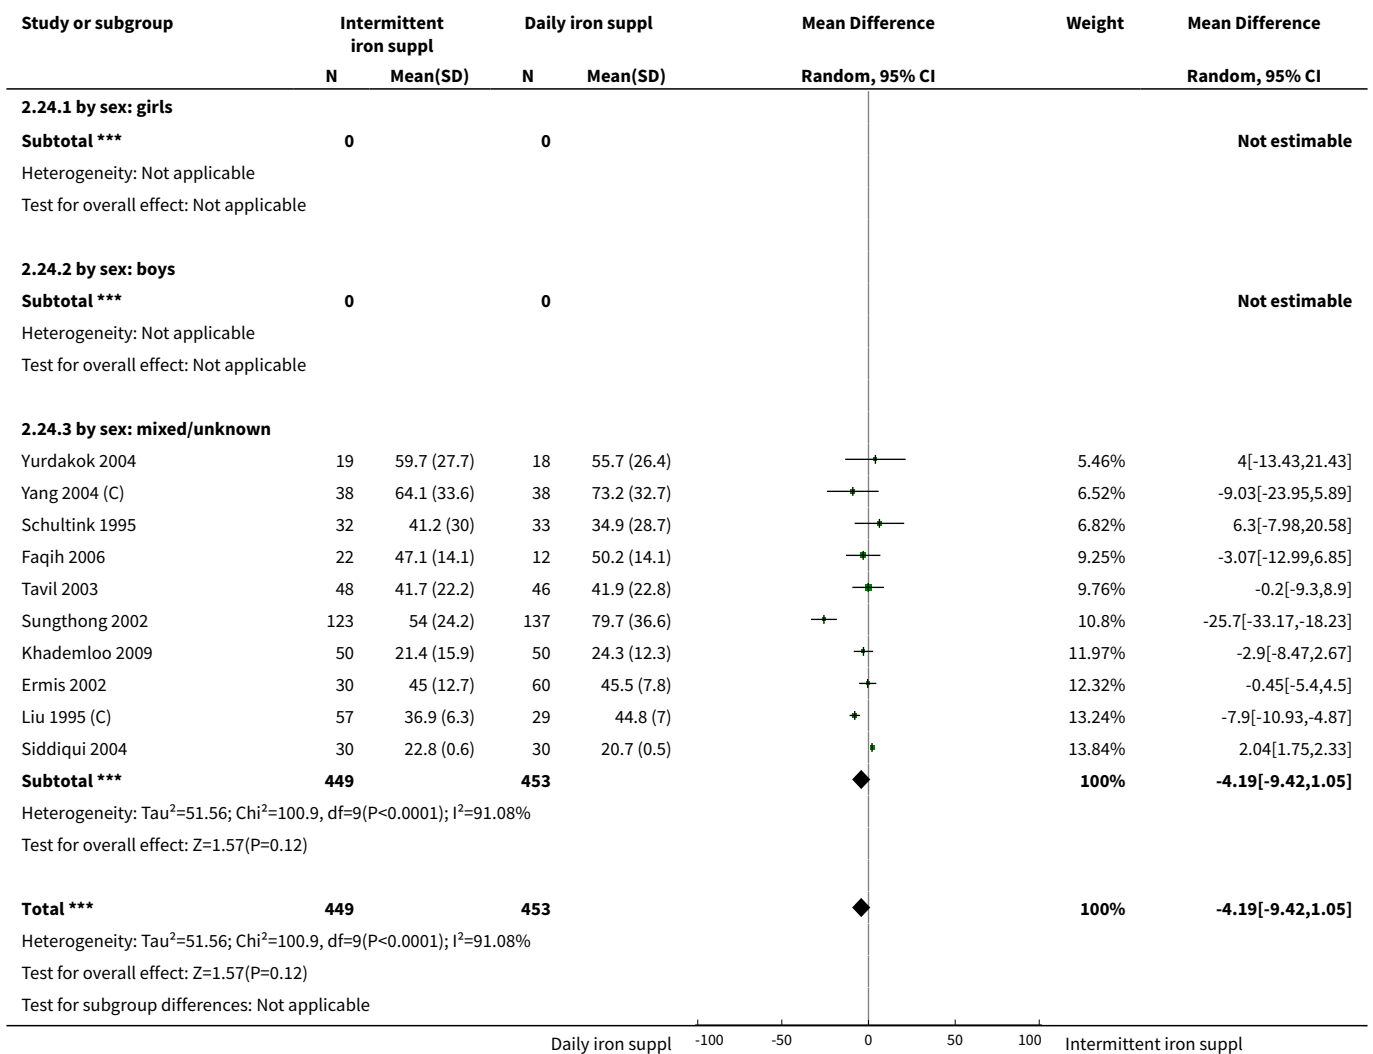 Study or subgroup Intermittent iron suppl Daily iron suppl Mean Difference Weight Mean Difference
N Mean(SD) N Mean(SD) Random, 95% CI Random, 95% CI
2.24.1 by sex: girls
Subtotal *** 0 0 Not estimable
Heterogeneity: Not applicable
Test for overall effect: Not applicable
2.24.2 by sex: boys
Subtotal *** 0 0 Not estimable
Heterogeneity: Not applicable
Test for overall effect: Not applicable
2.24.3 by sex: mixed/unknown
Yurdakok 2004 19 59.7 (27.7) 18 55.7 (26.4) 5.46% 4[-13.43,21.43]
Yang 2004 (C) 38 64.1 (33.6) 38 73.2 (32.7) 6.52% -9.03[-23.95,5.89]
Schultink 1995 32 41.2 (30) 33 34.9 (28.7) 6.82% 6.3[-7.98,20.58]
Faqih 2006 22 47.1 (14.1) 12 50.2 (14.1) 9.25% -3.07[-12.99,6.85]
Tavil 2003 48 41.7 (22.2) 46 41.9 (22.8) 9.76% -0.2[-9.3,8.9]
Sungthong 2002 123 54 (24.2) 137 79.7 (36.6) 10.8% -25.7[-33.17,-18.23]
Khademloo 2009 50 21.4 (15.9) 50 24.3 (12.3) 11.97% -2.9[-8.47,2.67]
Ermis 2002 30 45 (12.7) 60 45.5 (7.8) 12.32% -0.45[-5.4,4.5]
Liu 1995 (C) 57 36.9 (6.3) 29 44.8 (7) 13.24% -7.9[-10.93,-4.87]
Siddiqui 2004 30 22.8 (0.6) 30 20.7 (0.5) 13.84% 2.04[1.75,2.33]
Subtotal *** 449 453 100% -4.19[-9.42,1.05]
Heterogeneity: Tau²=51.56; Chi²=100.9, df=9(P<0.0001); I²=91.08%
Test for overall effect: Z=1.57(P=0.12)
Total *** 449 453 100% -4.19[-9.42,1.05]
Heterogeneity: Tau²=51.56; Chi²=100.9, df=9(P<0.0001); I²=91.08%
Test for overall effect: Z=1.57(P=0.12)
Test for subgroup differences: Not applicable
Daily iron suppl -100 -50 0 50 100 Intermittent iron suppl